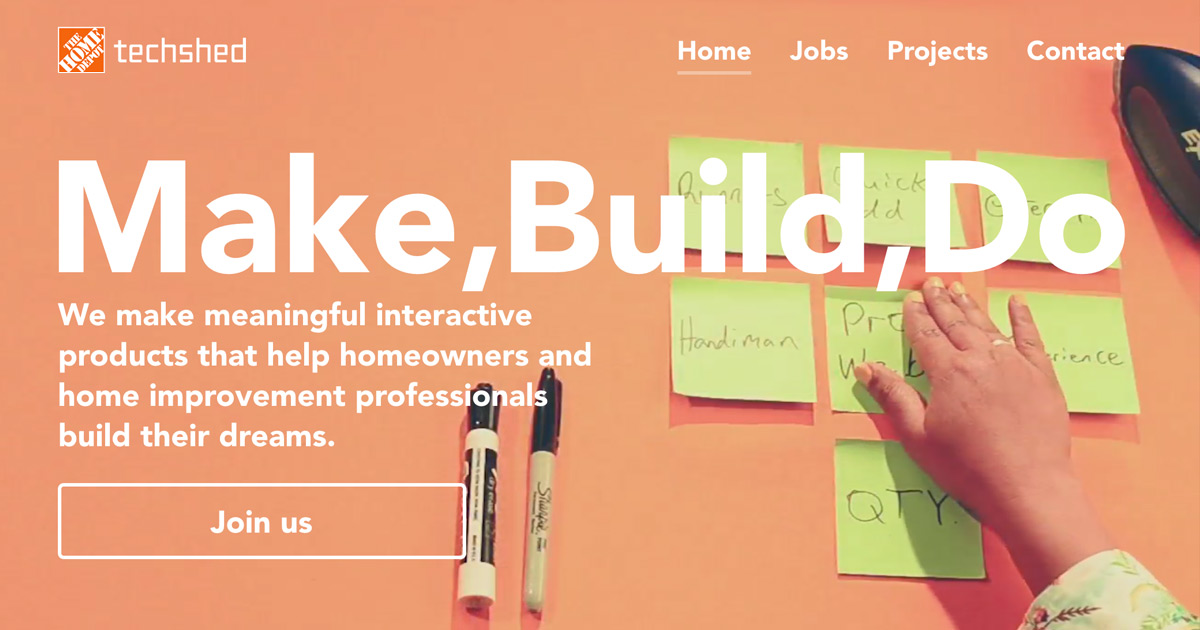 THE
HOME
DEPOT
techshed
Home Jobs Projects Contact
Make,Build,Do
We make meaningful interactive
products that help homeowners and
home improvement professionals
build their dreams.
Join us
Handiman
QTY.
Sharpie